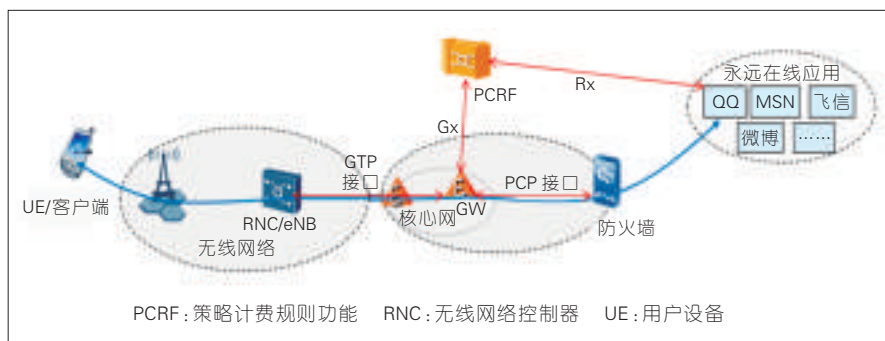 永远在线应用
Rx
PCRF
QQ MSN 飞信
微博 ……
Gx
GTP
接口
PCP 接口
UE/客户端
RNC/eNB
核心网
GW
防火墙
无线网络
PCRF:策略计费规则功能 RNC:无线网络控制器 UE:用户设备